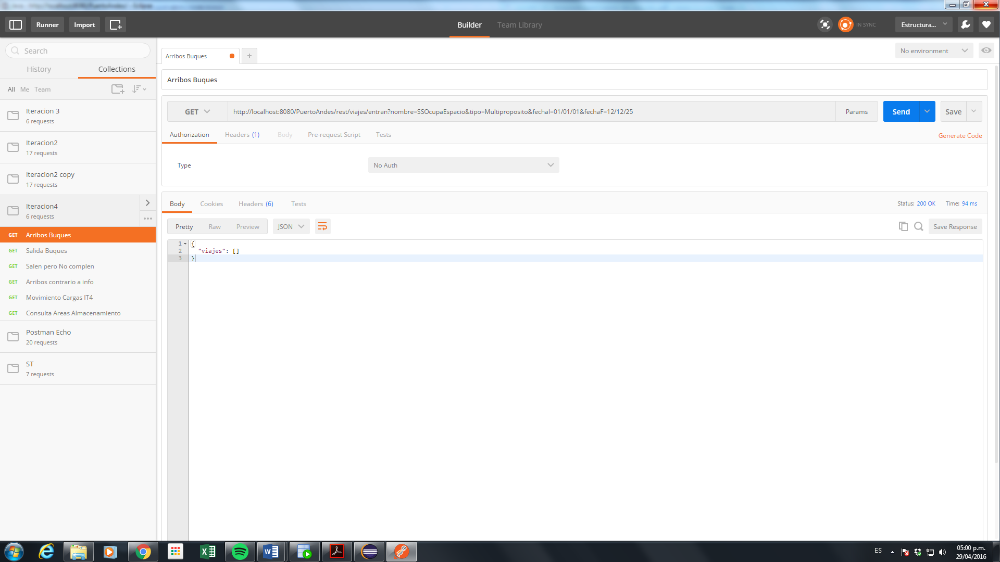 Runner
Import
Builder
Team Library
IN SYNC
Estructura...
Search
History
Collections
All Me Team
Iteracion 3
6 requests
Iteracion2
17 requests
Iteracion2 copy
17 requests
Iteracion4
6 requests
GET Arribos Buques
GET Salida Buques
GET Salen pero No complen
GET Arribos contrario a info
GET Movimiento Cargas IT4
GET Consulta Areas Almacenamiento
Postman Echo
20 requests
ST
7 requests
Arribos Buques
+
No environment
Arribos Buques
GET
http://localhost:8080/PuertoAndes/rest/viajes/entran?nombre=SSOcupaEspacio&tipo=Multiproposito&fechaI=01/01/01&fechaF=12/12/25
Params
Send
Save
Authorization
Headers (1)
Body
Pre-request Script
Tests
Generate Code
Type
No Auth
Body
Cookies
Headers (6)
Tests
Status: 200 OK
Time: 94 ms
Pretty
Raw
Preview
JSON
Save Response
1 {
2 "viajes": []
3 }
ES
05:00 p.m.
29/04/2016